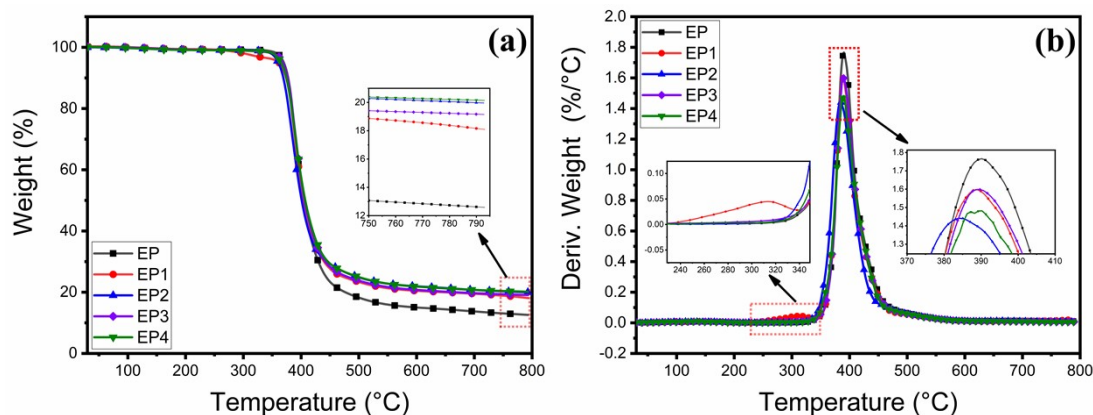 (a)
Weight (%)
100
80
60
40
20
0
20
18
16
14
12
750 760 770 780 790
EP
EP1
EP2
EP3
EP4
100 200 300 400 500 600 700 800
Temperature (°C)
(b)
Deriv. Weight (%/°C)
2.0
1.8
1.6
1.4
1.2
1.0
0.8
0.6
0.4
0.2
0.0
-0.2
EP
EP1
EP2
EP3
EP4
0.10
0.05
0.00
-0.05
240 260 280 300 320 340
1.8
1.7
1.6
1.5
1.4
1.3
370 380 390 400 410
100 200 300 400 500 600 700 800
Temperature (°C)